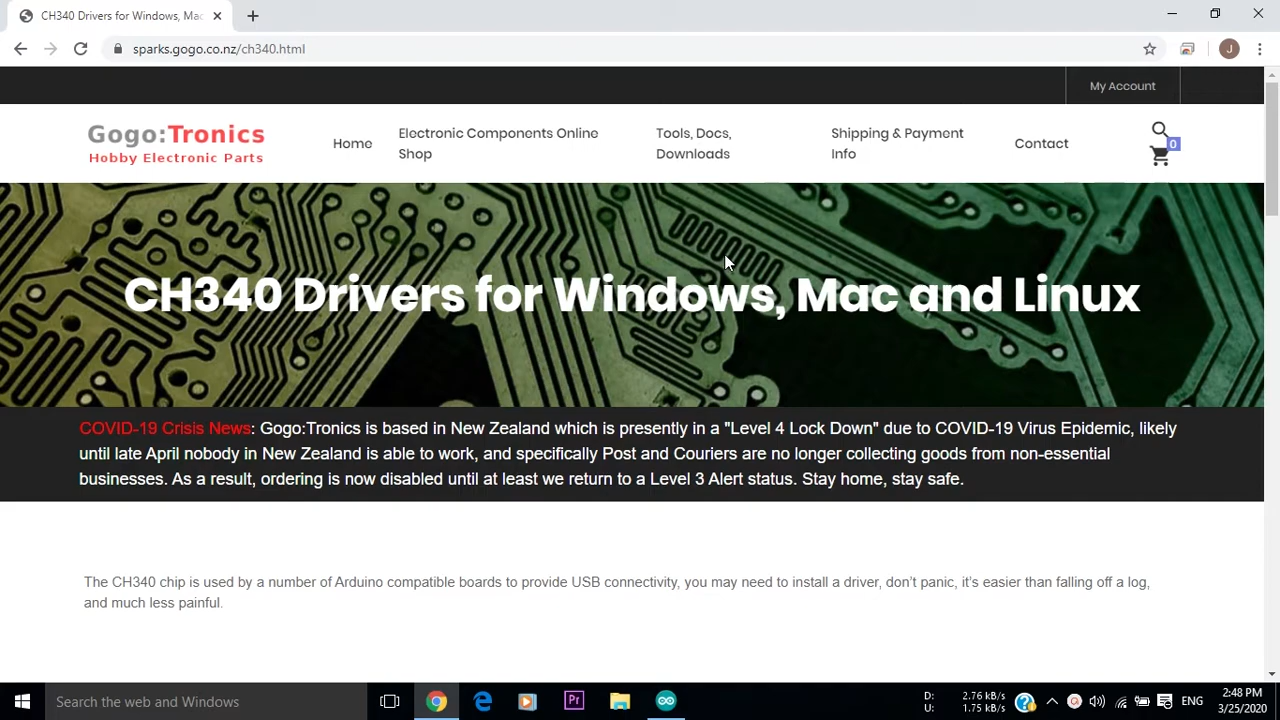 CH340 Drivers for Windows, Mac
sparks.gogo.co.nz/ch340.html
J
My Account
Gogo:Tronics
Hobby Electronic Parts
Home
Electronic Components Online
Shop
Tools, Docs,
Downloads
Shipping & Payment
Info
Contact
0
CH340 Drivers for Windows, Mac and Linux
COVID-19 Crisis News: Gogo:Tronics is based in New Zealand which is presently in a "Level 4 Lock Down" due to COVID-19 Virus Epidemic, likely
until late April nobody in New Zealand is able to work, and specifically Post and Couriers are no longer collecting goods from non-essential
businesses. As a result, ordering is now disabled until at least we return to a Level 3 Alert status. Stay home, stay safe.
The CH340 chip is used by a number of Arduino compatible boards to provide USB connectivity, you may need to install a driver, don't panic, it's easier than falling off a log,
and much less painful.
Search the web and Windows
Pr
D: 2.76 kB/s
U: 1.75 kB/s
ENG
2:48 PM
3/25/2020